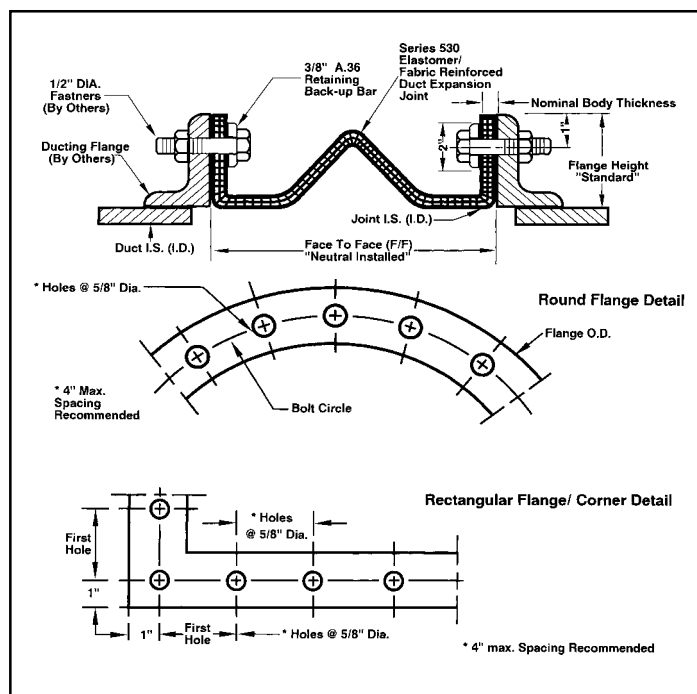 1/2" DIA.
Fasteners
(By Others)
3/8" A.36
Retaining
Back-up Bar
Series 530
Elastomer/
Fabric Reinforced
Duct Expansion
Joint
Nominal Body Thickness
Ducting Flange
(By Others)
2"
1"
Flange Height
"Standard"
Joint I.S. (I.D.)
Duct I.S. (I.D.)
Face To Face (F/F)
"Neutral Installed"
* Holes @ 5/8" Dia.
Round Flange Detail
Flange O.D.
* 4" Max.
Spacing
Recommended
Bolt Circle
Rectangular Flange/ Corner Detail
* Holes
@ 5/8" Dia.
First
Hole
1"
1"
First
Hole
* Holes @ 5/8" Dia.
* 4" max. Spacing Recommended